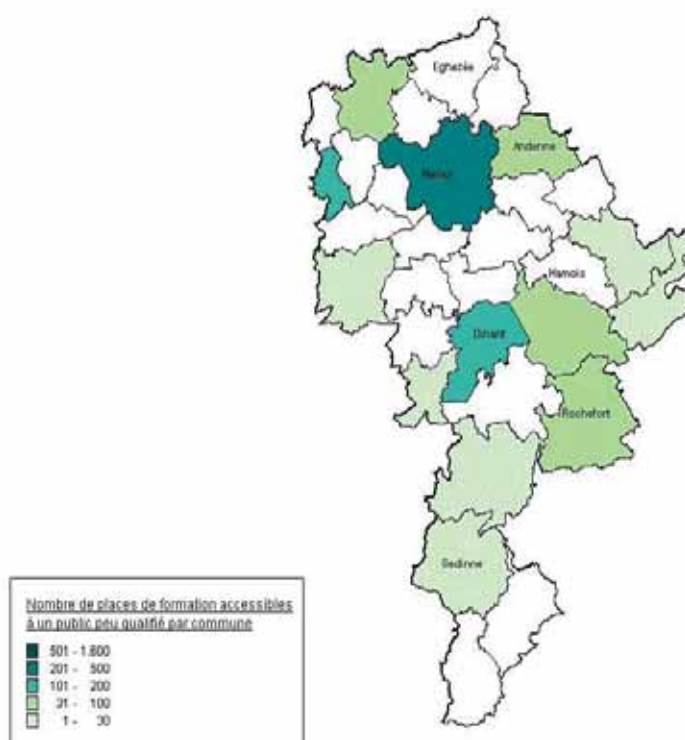 Eghezée
Andenne
Namur
Hamois
Dinant
Rochefort
Gedinne
Nombre de places de formation accessibles
à un public peu qualifié par commune
501 - 1.600
201 - 500
101 - 200
31 - 100
1 - 30